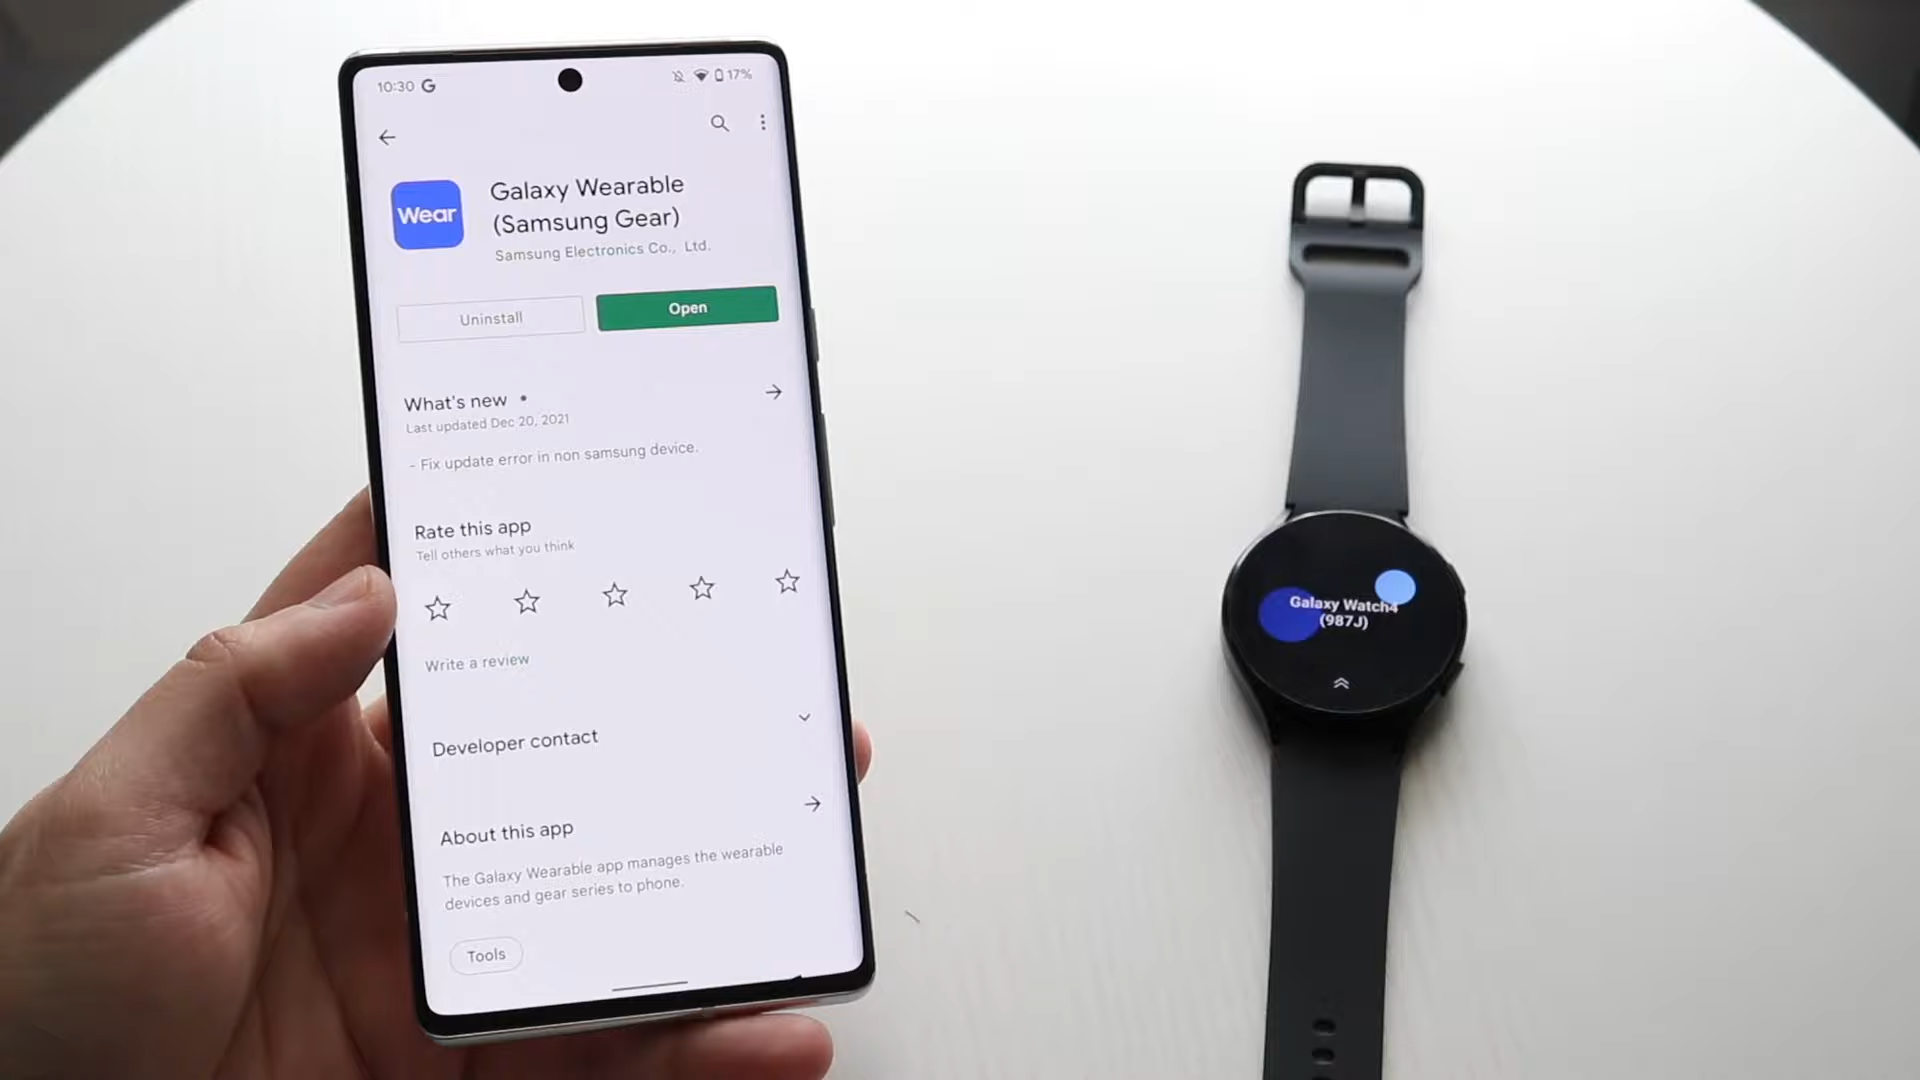 10:30 G
17%
Wear
Galaxy Wearable
(Samsung Gear)
Samsung Electronics Co., Ltd.
Uninstall
Open
What's new •
Last updated Dec 20, 2021
- Fix update error in non samsung device.
Rate this app
Tell others what you think
Write a review
Developer contact
About this app
The Galaxy Wearable app manages the wearable
devices and gear series to phone.
Tools
Galaxy Watch4
(987J)